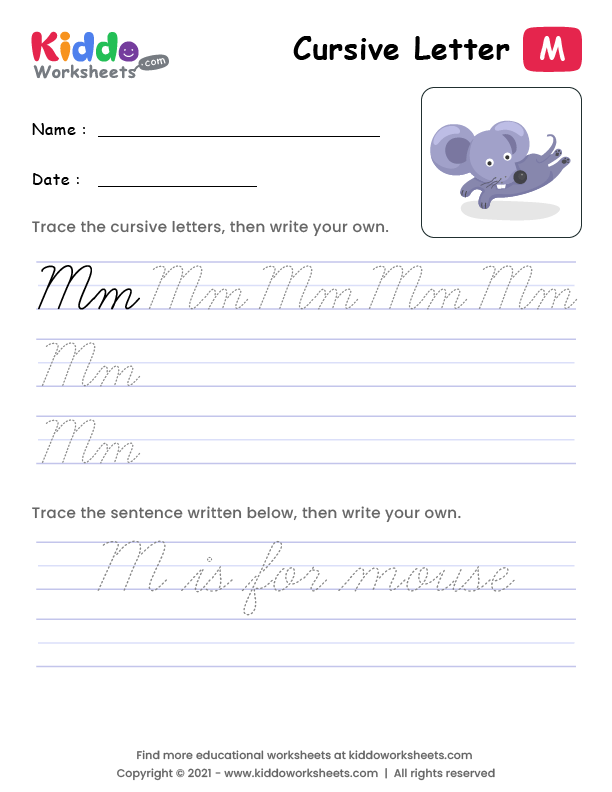 Kiddo
Worksheets.com
Cursive Letter M
Name :
Date :
Trace the cursive letters, then write your own.
Mm Mm Mm Mm Mm
Mm
Mm
Trace the sentence written below, then write your own.
M is for mouse
Find more educational worksheets at kiddoworksheets.com
Copyright © 2021 - www.kiddoworksheets.com | All rights reserved